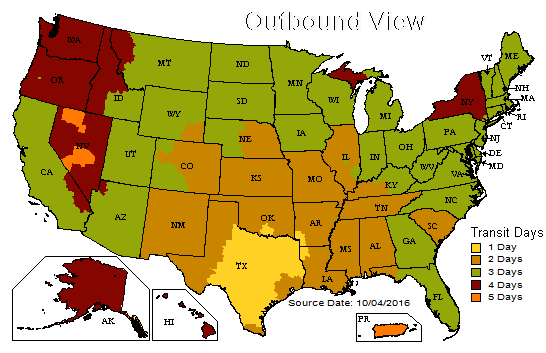 Outbound View
WA
OR
CA
ID
NV
MT
WY
UT
AZ
CO
NM
ND
SD
NE
KS
OK
TX
MN
IA
MO
AR
LA
WI
IL
MI
IN
OH
KY
TN
MS
AL
GA
FL
SC
NC
VA
WV
PA
NY
VT
ME
NH
MA
RI
CT
NJ
DE
MD
AK
HI
PR
Transit Days
1 Day
2 Days
3 Days
4 Days
5 Days
Source Date: 10/04/2016